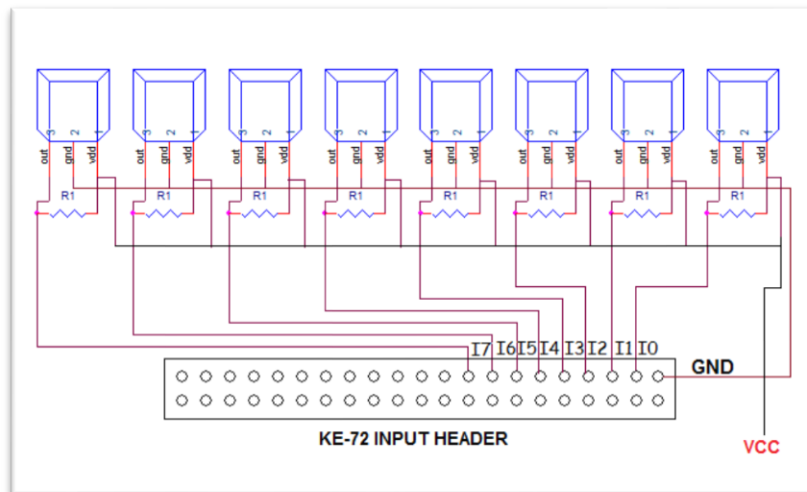 3 2 1 3 2 1 3 2 1 3 2 1 3 2 1 3 2 1 3 2 1 3 2 1
out gnd vdd out gnd vdd out gnd vdd out gnd vdd out gnd vdd out gnd vdd out gnd vdd out gnd vdd
R1 R1 R1 R1 R1 R1 R1 R1
I7 I6 I5 I4 I3 I2 I1 I0
GND
KE-72 INPUT HEADER
VCC